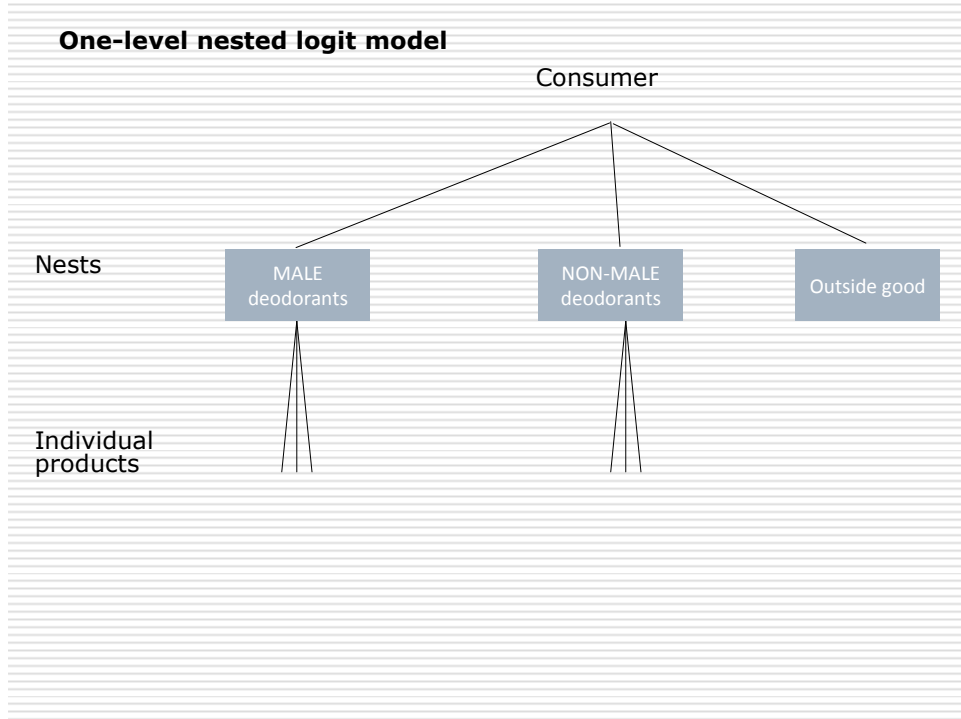 One-level nested logit model
Consumer
Nests
MALE
deodorants
NON-MALE
deodorants
Outside good
Individual
products